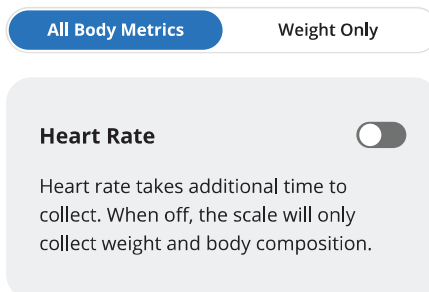 All Body Metrics
Weight Only
Heart Rate
Heart rate takes additional time to
collect. When off, the scale will only
collect weight and body composition.